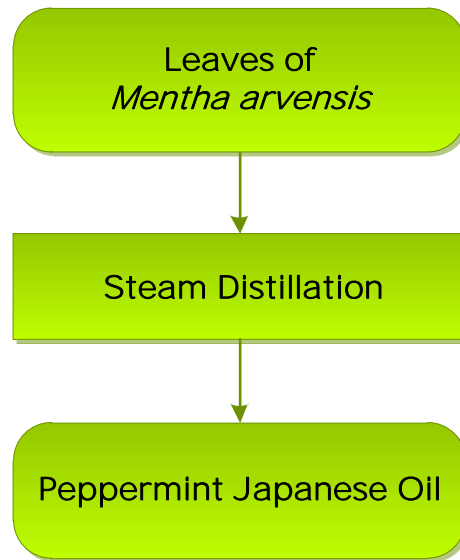 Leaves of
Mentha arvensis
Steam Distillation
Peppermint Japanese Oil